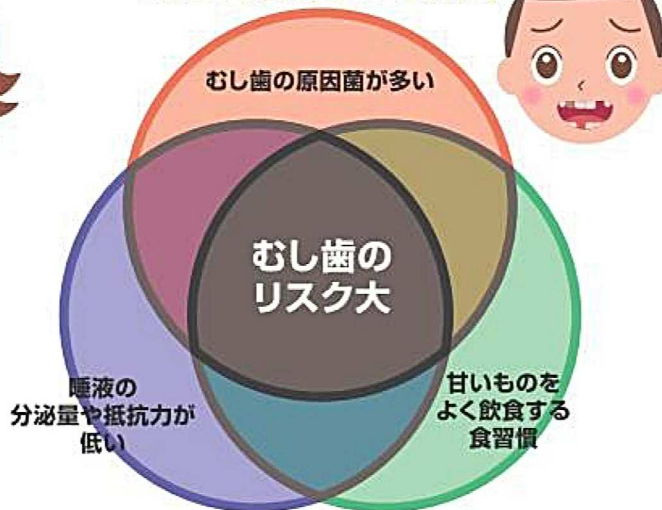 むし歯の原因菌が多い
むし歯の
リスク大
唾液の
分泌量や抵抗力が
低い
甘いものを
よく飲食する
食習慣